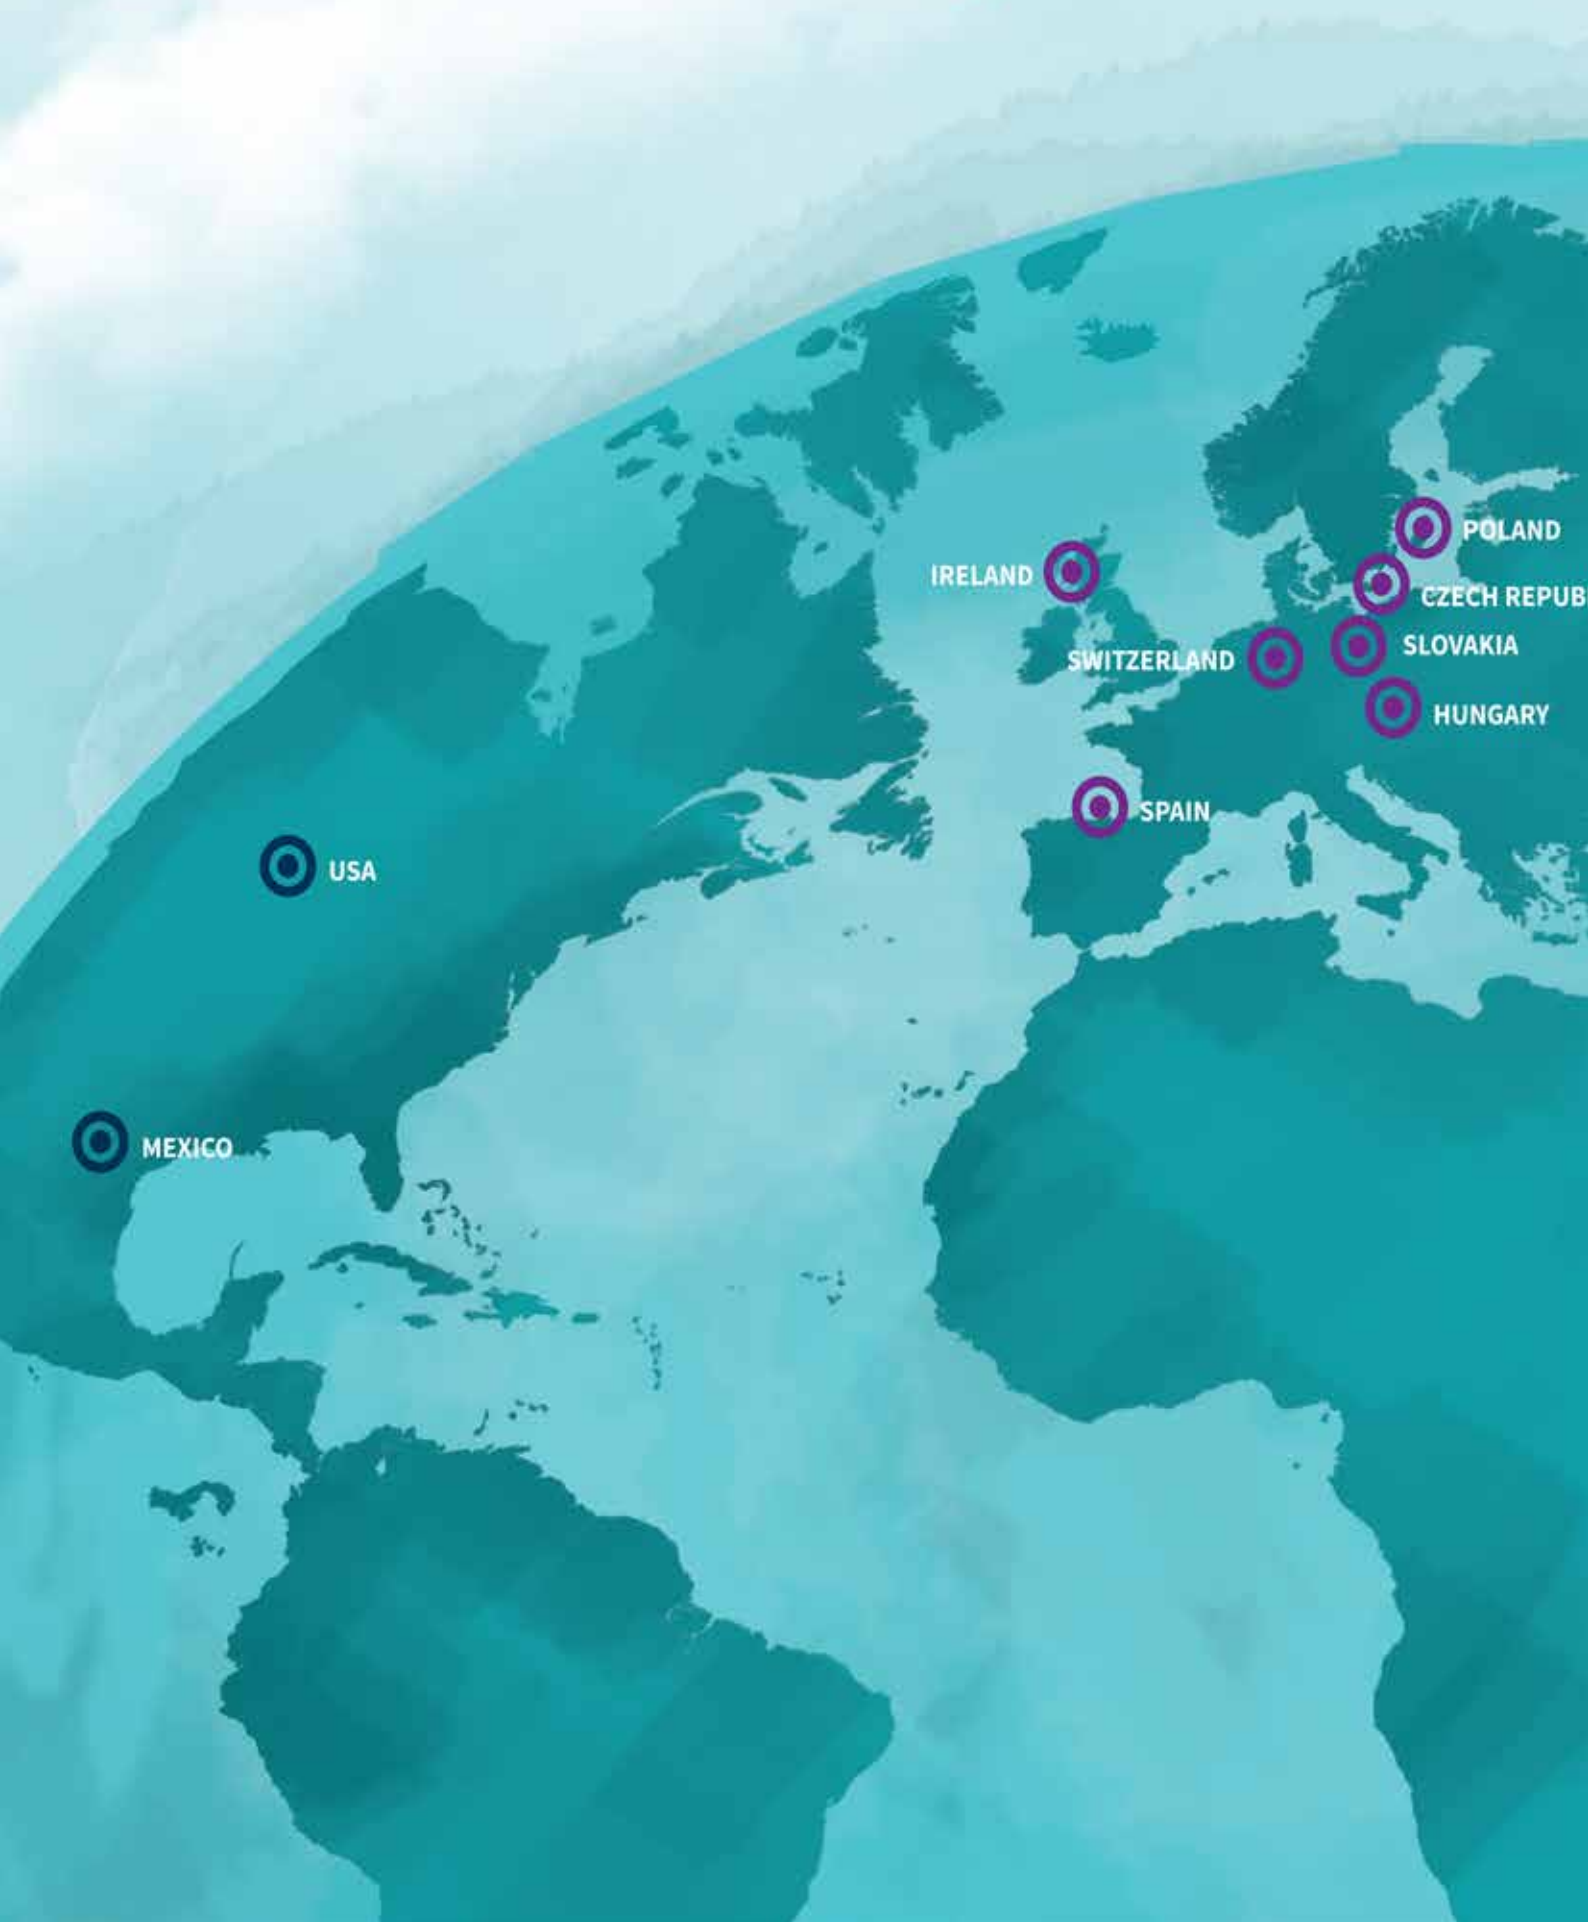 POLAND
IRELAND
CZECH REPUB
SWITZERLAND
SLOVAKIA
HUNGARY
SPAIN
USA
MEXICO